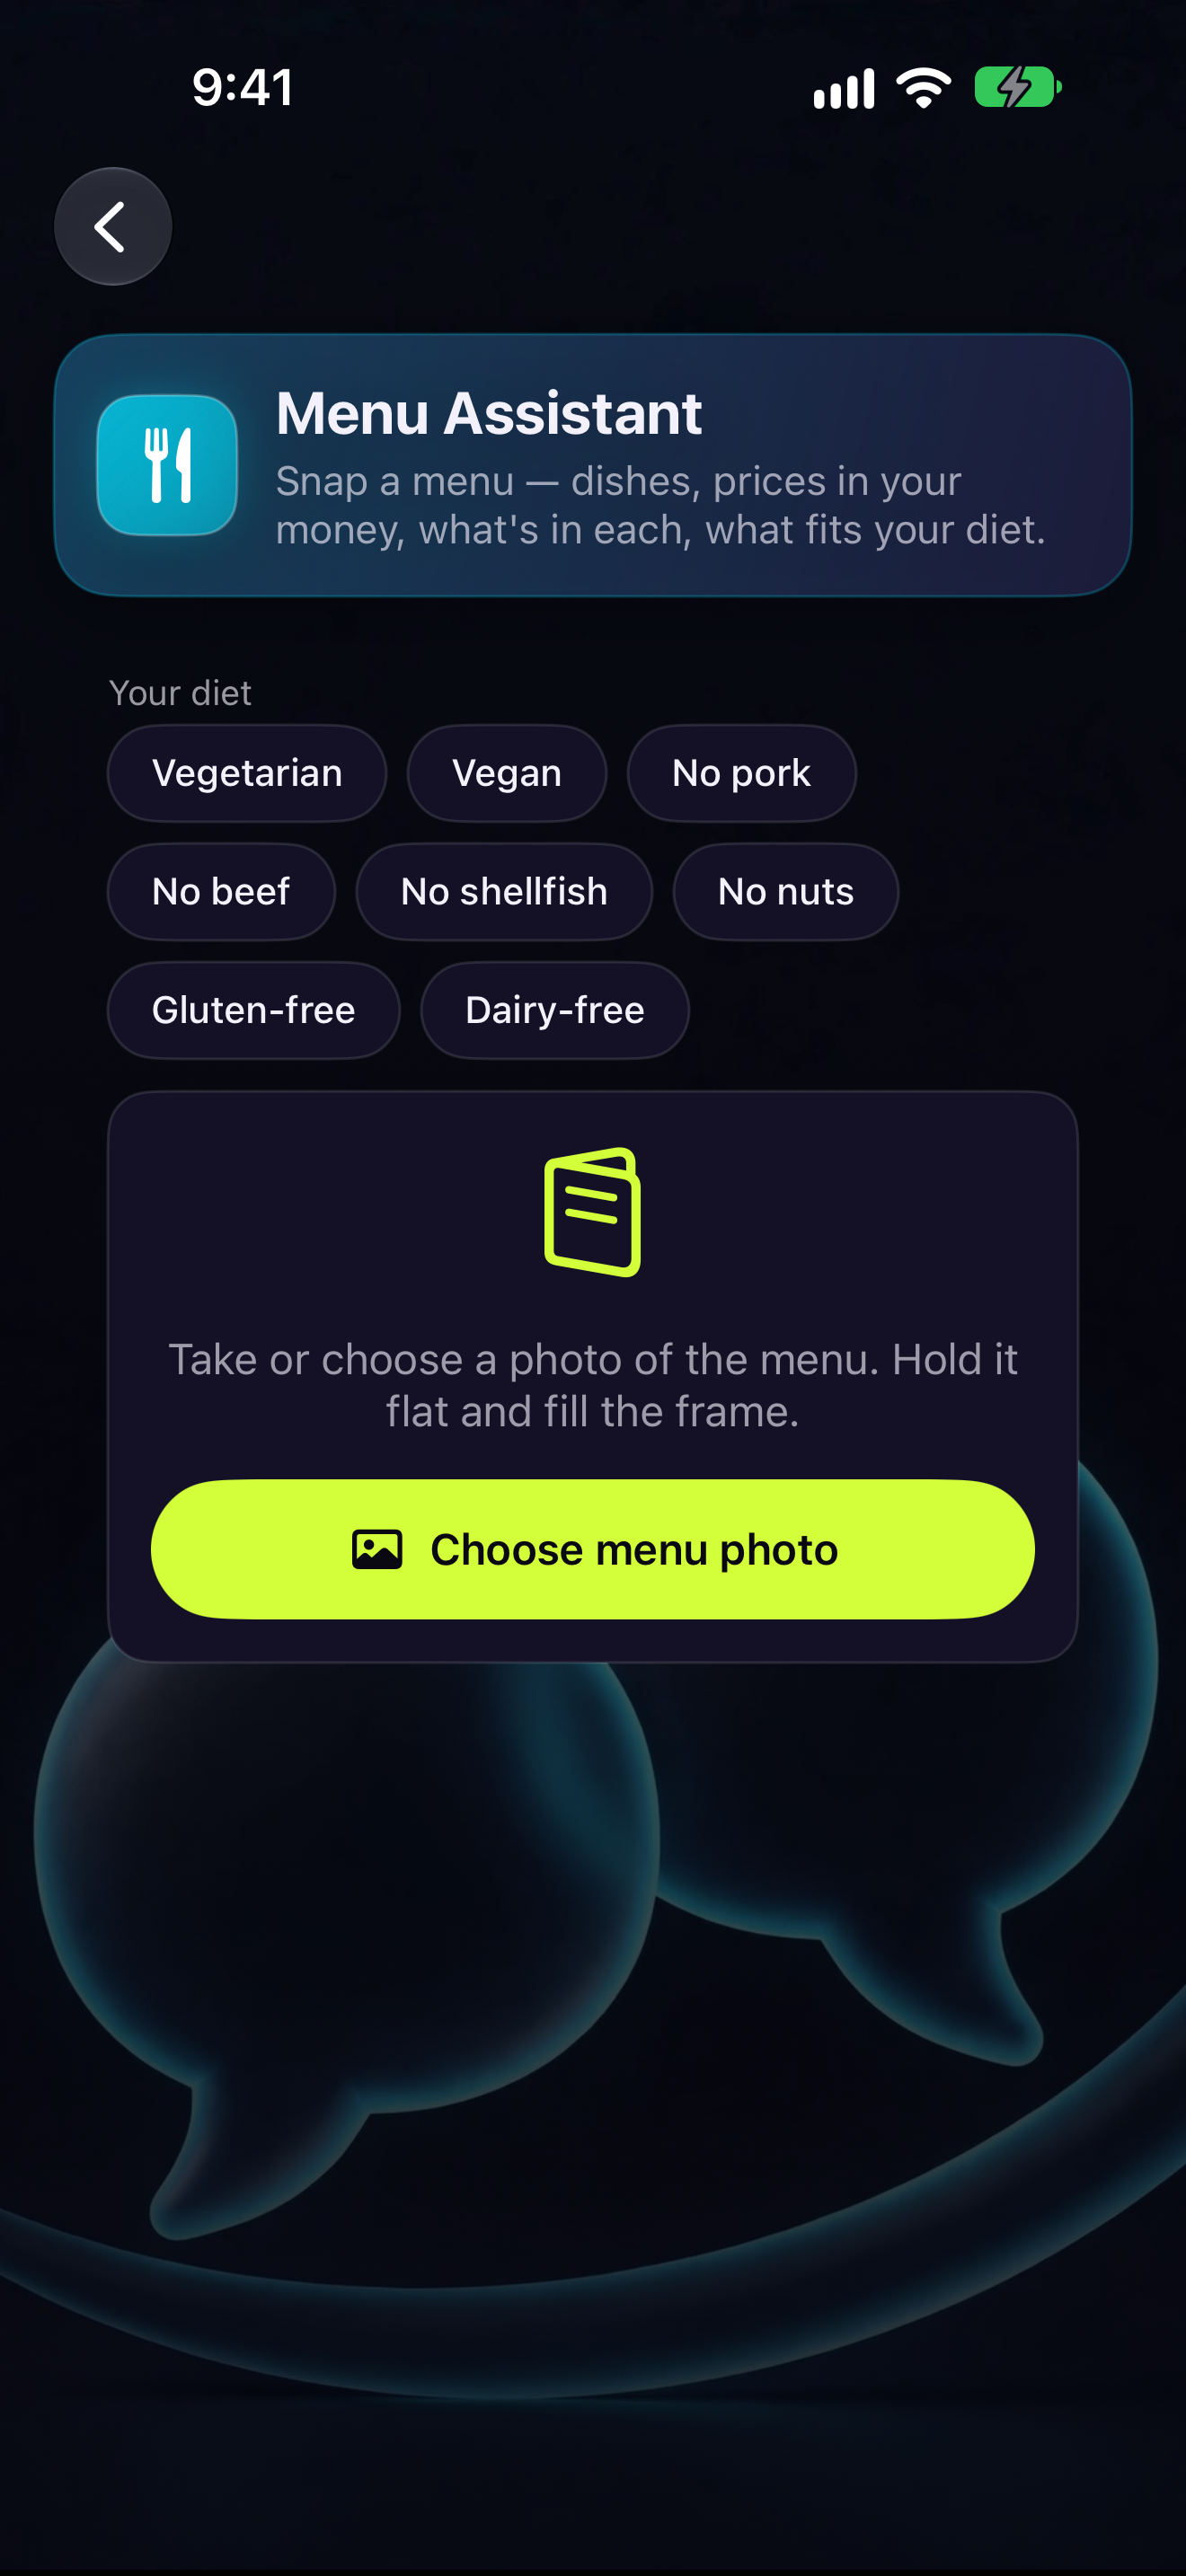 9:41
Menu Assistant
Snap a menu — dishes, prices in your
money, what's in each, what fits your diet.
Your diet
Vegetarian
Vegan
No pork
No beef
No shellfish
No nuts
Gluten-free
Dairy-free
Take or choose a photo of the menu. Hold it
flat and fill the frame.
Choose menu photo